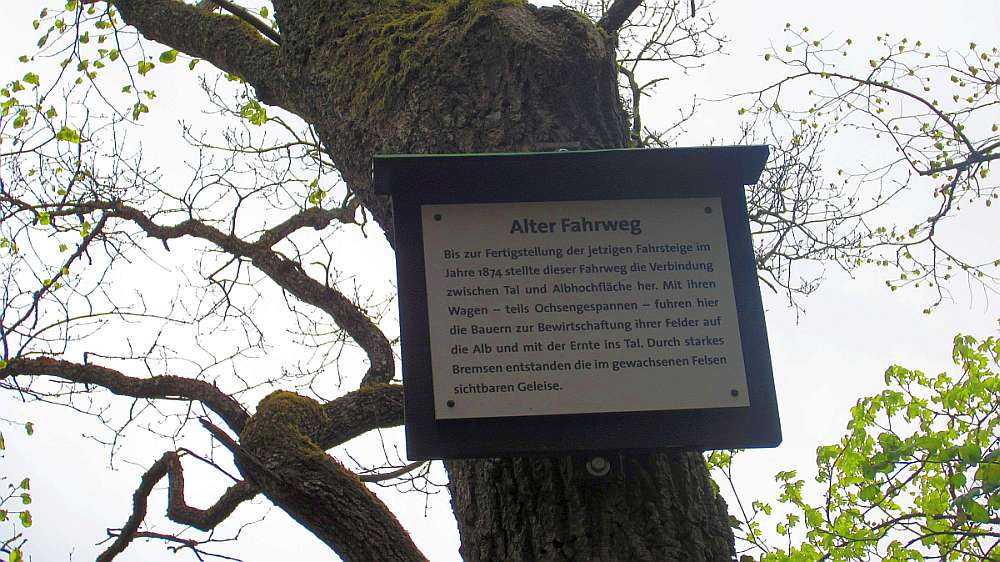 Alter Fahrweg
Bis zur Fertigstellung der jetzigen Fahrsteige im
Jahre 1874 stellte dieser Fahrweg die Verbindung
zwischen Tal und Albhochfläche her. Mit ihren
Wagen – teils Ochsengespannen – fuhren hier
die Bauern zur Bewirtschaftung ihrer Felder auf
die Alb und mit der Ernte ins Tal. Durch starkes
Bremsen entstanden die im gewachsenen Felsen
sichtbaren Geleise.